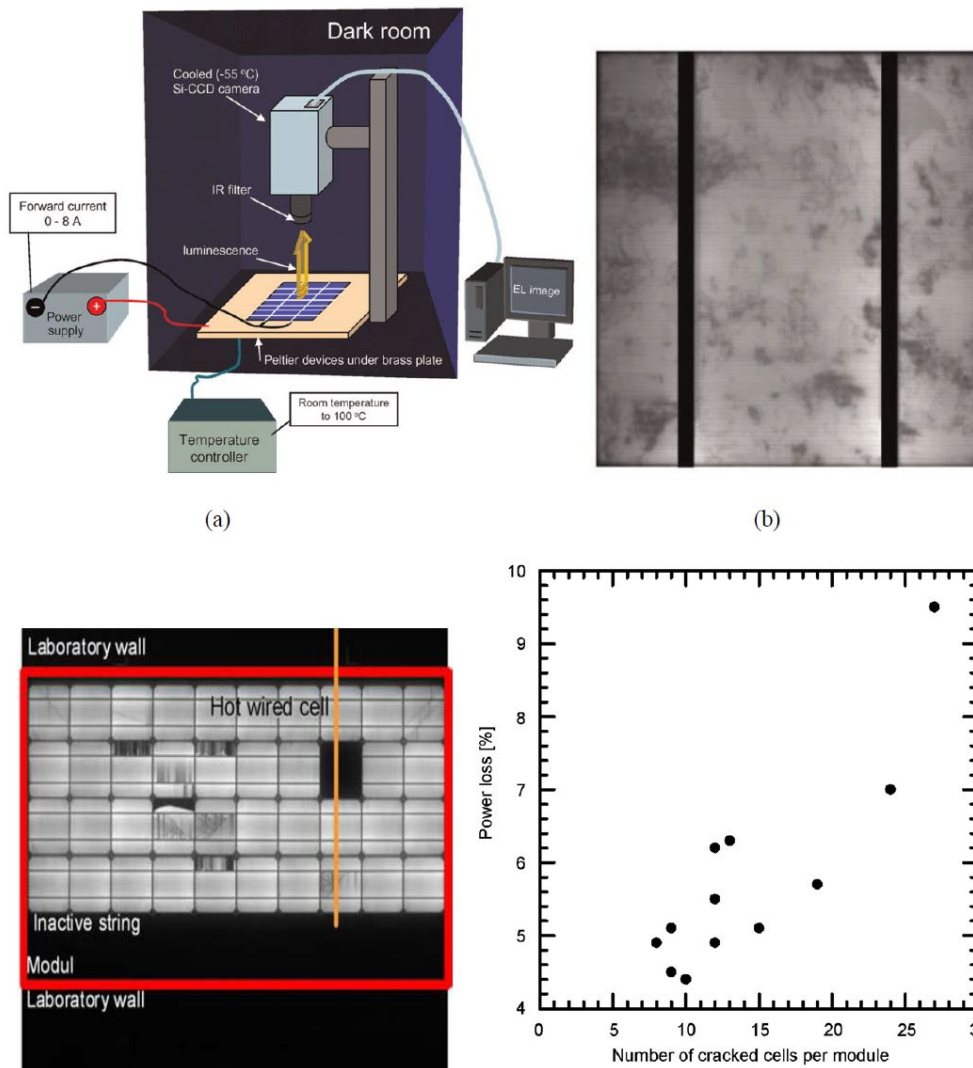 Dark room
Cooled (-55 °C)
Si-CCD camera
IR filter
Forward current
0 - 8 A
luminescence
− +
Power
supply
EL image
Peltier devices under brass plate
Room temperature
to 100 °C
Temperature
controller
(a)
(b)
Laboratory wall
Hot wired cell
Inactive string
Modul
Laboratory wall
10
9
8
7
6
5
4
Power loss [%]
0 5 10 15 20 25 3
Number of cracked cells per module